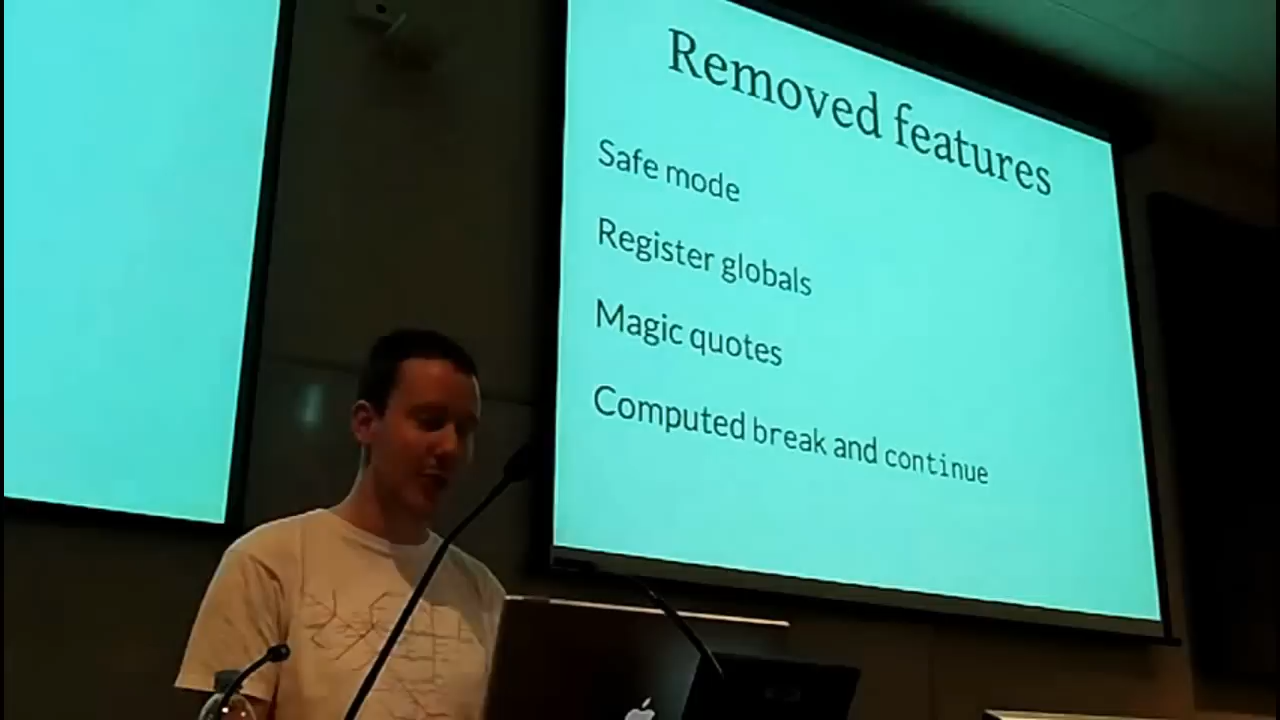 Removed features
Safe mode
Register globals
Magic quotes
Computed break and continue